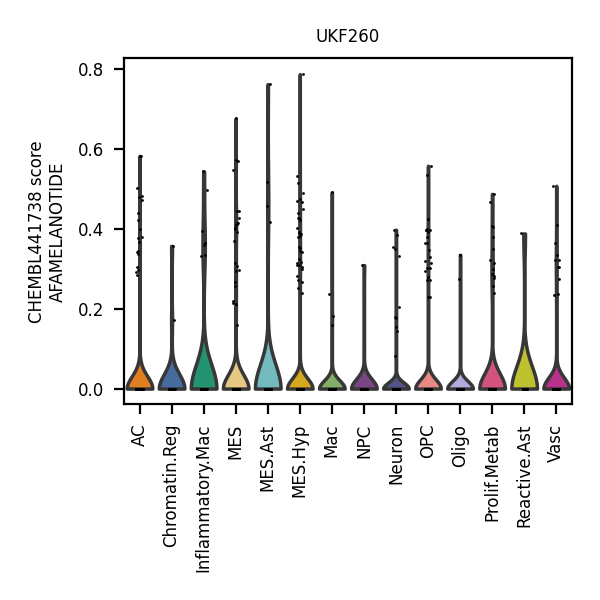 UKF260
CHEMBL441738 score
AFAMELANOTIDE
0.8
0.6
0.4
0.2
0.0
AC
Chromatin.Reg
Inflammatory.Mac
MES
MES.Ast
MES.Hyp
Mac
NPC
Neuron
OPC
Oligo
Prolif.Metab
Reactive.Ast
Vasc